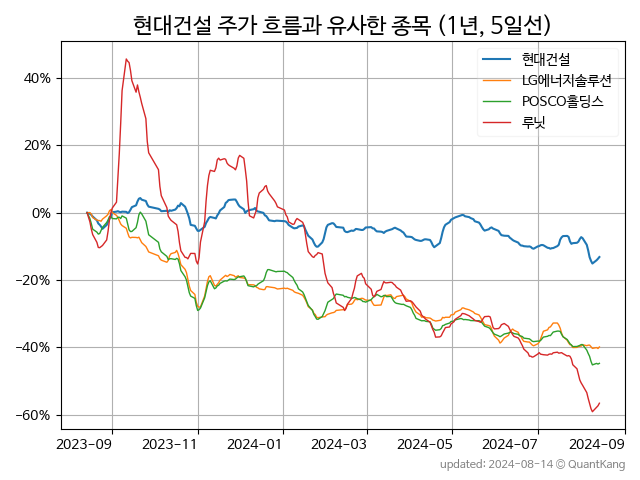 현대건설 주가 흐름과 유사한 종목 (1년, 5일선)
현대건설
LG에너지솔루션
POSCO홀딩스
루닛
40%
20%
0%
−20%
−40%
−60%
2023-09 2023-11 2024-01 2024-03 2024-05 2024-07 2024-09
updated: 2024-08-14 © QuantKang